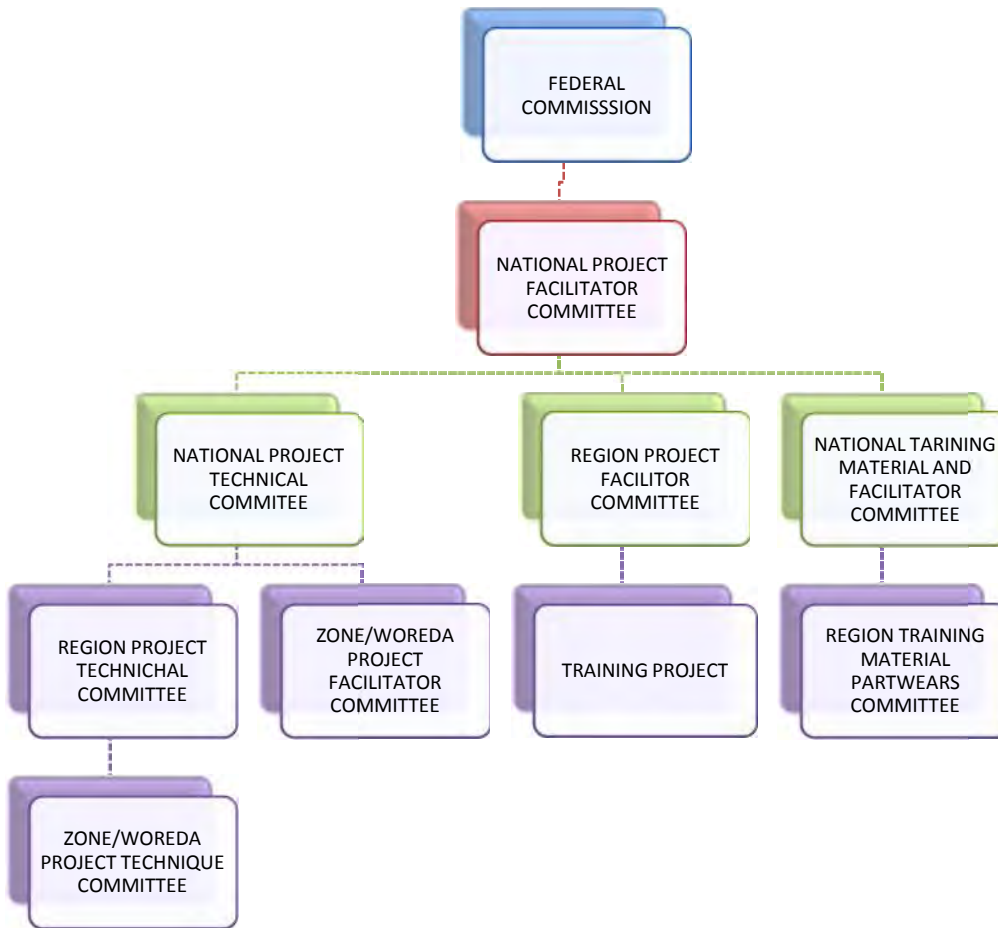 FEDERAL
COMMISSSION
NATIONAL PROJECT
FACILITATOR
COMMITTEE
NATIONAL PROJECT
TECHNICAL
COMMITEE
REGION PROJECT
FACILITOR
COMMITTEE
NATIONAL TARINING
MATERIAL AND
FACILITATOR
COMMITTEE
REGION PROJECT
TECHNICHAL
COMMITTEE
ZONE/WOREDA
PROJECT
FACILITATOR
COMMITTEE
TRAINING PROJECT
REGION TRAINING
MATERIAL
PARTWEARS
COMMITTEE
ZONE/WOREDA
PROJECT TECHNIQUE
COMMITTEE